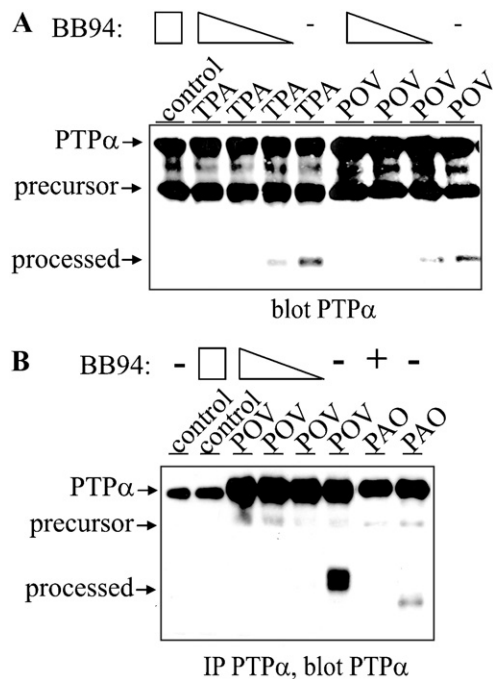 A
BB94: -  -
control TPA TPA TPA TPA POV POV POV POV
PTPα
precursor
processed
blot PTPα
B
BB94: - - + -
control control POV POV POV POV PAO PAO
PTPα
precursor
processed
IP PTPα, blot PTPα